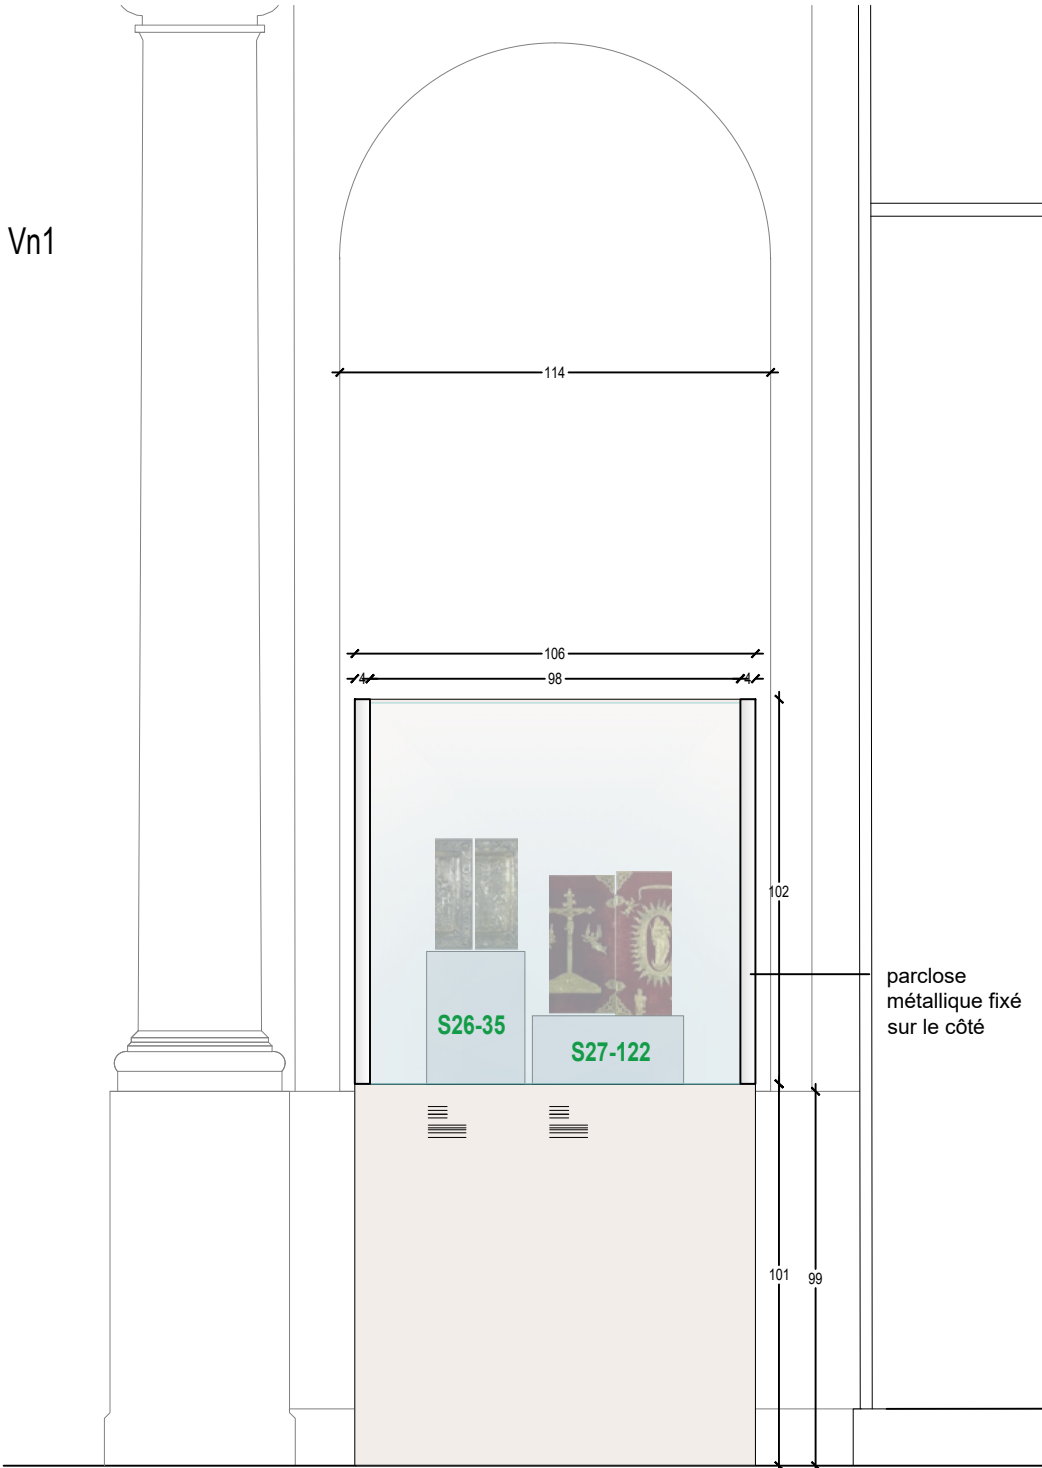 Vn1
114
106
4
98
4
102
parclose
métallique fixé
sur le côté
S26-35
S27-122
101
99